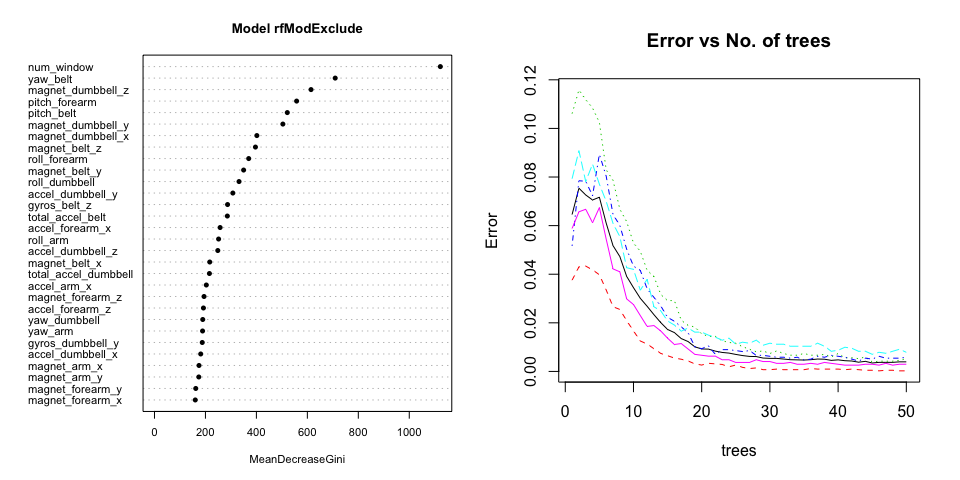 Model rfModExclude
num_window
yaw_belt
magnet_dumbbell_z
pitch_forearm
pitch_belt
magnet_dumbbell_y
magnet_dumbbell_x
magnet_belt_z
roll_forearm
magnet_belt_y
roll_dumbbell
accel_dumbbell_y
gyros_belt_z
total_accel_belt
accel_forearm_x
roll_arm
accel_dumbbell_z
magnet_belt_x
total_accel_dumbbell
accel_arm_x
magnet_forearm_z
accel_forearm_z
yaw_dumbbell
yaw_arm
gyros_dumbbell_y
accel_dumbbell_x
magnet_arm_x
magnet_arm_y
magnet_forearm_y
magnet_forearm_x
0 200 400 600 800 1000
MeanDecreaseGini
Error vs No. of trees
0.12
0.10
0.08
0.06
0.04
0.02
0.00
Error
0 10 20 30 40 50
trees